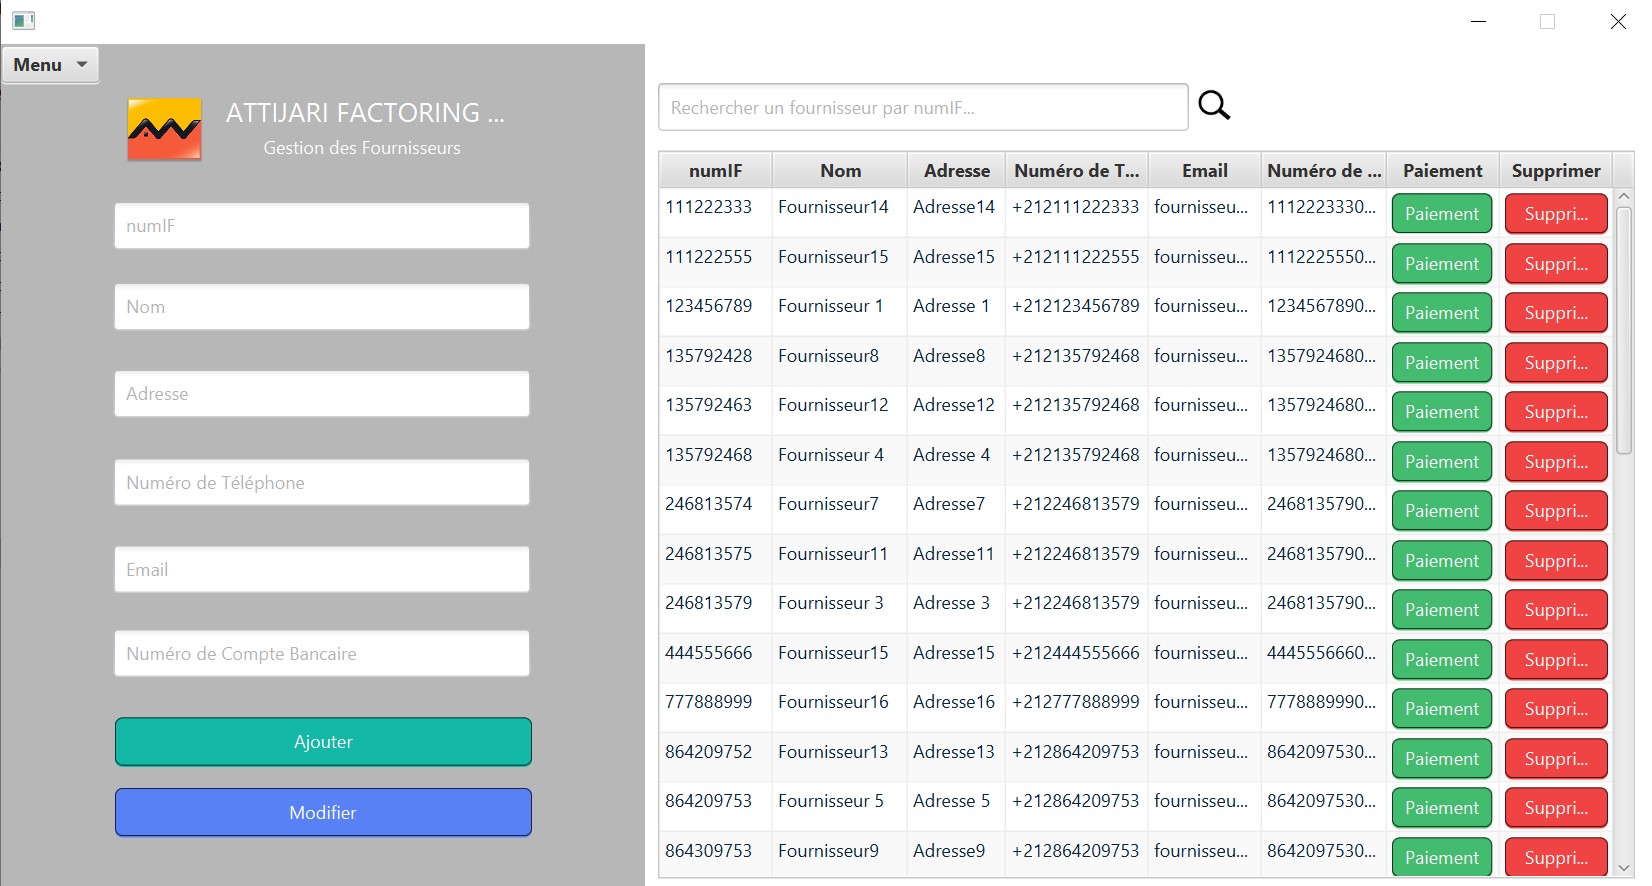 Menu
ATTIJARI FACTORING ...
Gestion des Fournisseurs
numIF
Nom
Adresse
Numéro de Téléphone
Email
Numéro de Compte Bancaire
Ajouter
Modifier
Rechercher un fournisseur par numIF...
numIF Nom Adresse Numéro de T... Email Numéro de ... Paiement Supprimer
111222333 Fournisseur14 Adresse14 +212111222333 fournisseu... 1112223330... Paiement Suppri...
111222555 Fournisseur15 Adresse15 +212111222555 fournisseu... 1112225550... Paiement Suppri...
123456789 Fournisseur 1 Adresse 1 +212123456789 fournisseu... 1234567890... Paiement Suppri...
135792428 Fournisseur8 Adresse8 +212135792468 fournisseu... 1357924680... Paiement Suppri...
135792463 Fournisseur12 Adresse12 +212135792468 fournisseu... 1357924680... Paiement Suppri...
135792468 Fournisseur 4 Adresse 4 +212135792468 fournisseu... 1357924680... Paiement Suppri...
246813574 Fournisseur7 Adresse7 +212246813579 fournisseu... 2468135790... Paiement Suppri...
246813575 Fournisseur11 Adresse11 +212246813579 fournisseu... 2468135790... Paiement Suppri...
246813579 Fournisseur 3 Adresse 3 +212246813579 fournisseu... 2468135790... Paiement Suppri...
444555666 Fournisseur15 Adresse15 +212444555666 fournisseu... 4445556660... Paiement Suppri...
777888999 Fournisseur16 Adresse16 +212777888999 fournisseu... 7778889990... Paiement Suppri...
864209752 Fournisseur13 Adresse13 +212864209753 fournisseu... 8642097530... Paiement Suppri...
864209753 Fournisseur 5 Adresse 5 +212864209753 fournisseu... 8642097530... Paiement Suppri...
864309753 Fournisseur9 Adresse9 +212864209753 fournisseu... 8642097530... Paiement Suppri...